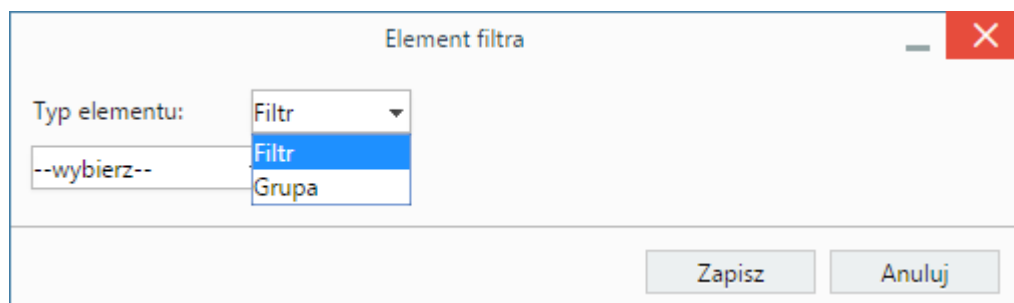 Element filtra
Typ elementu: Filtr
Filtr
--wybierz--
Grupa
Zapisz Anuluj